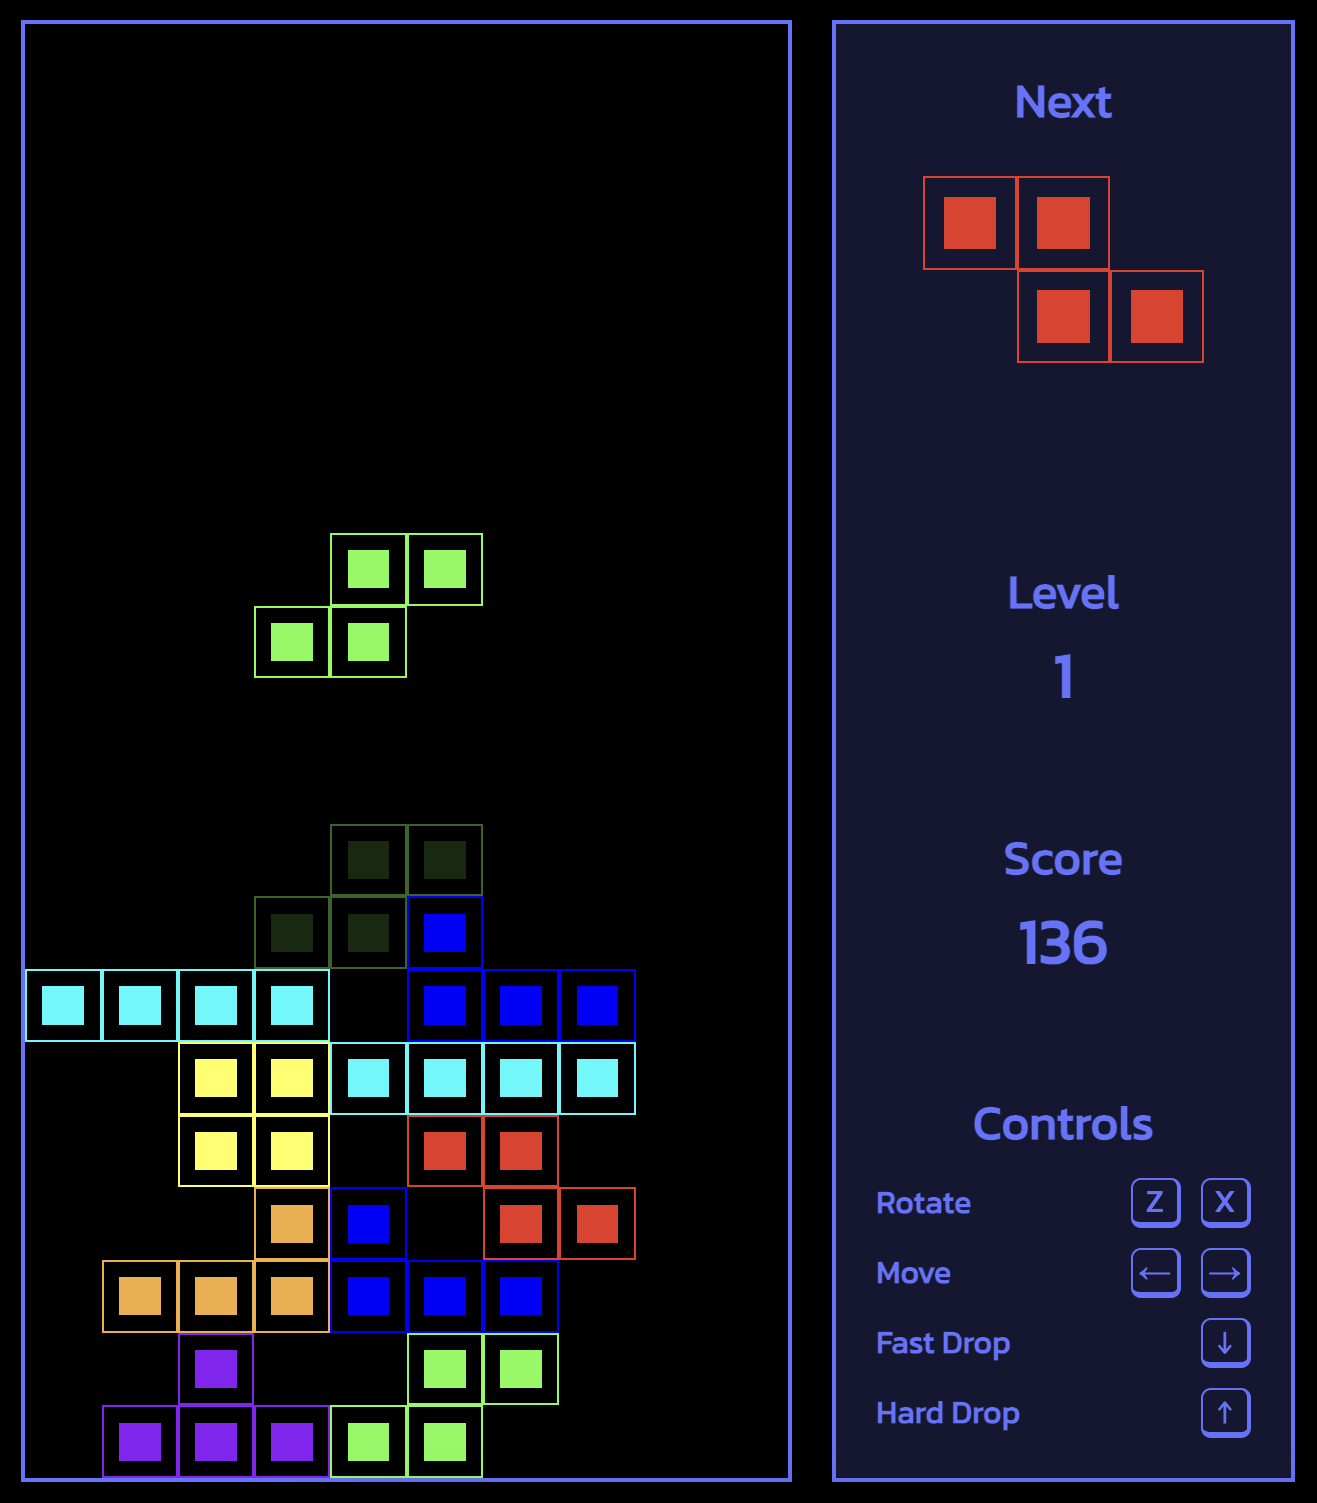 Next
Level
1
Score
136
Controls
Rotate Z X
Move ← →
Fast Drop ↓
Hard Drop ↑